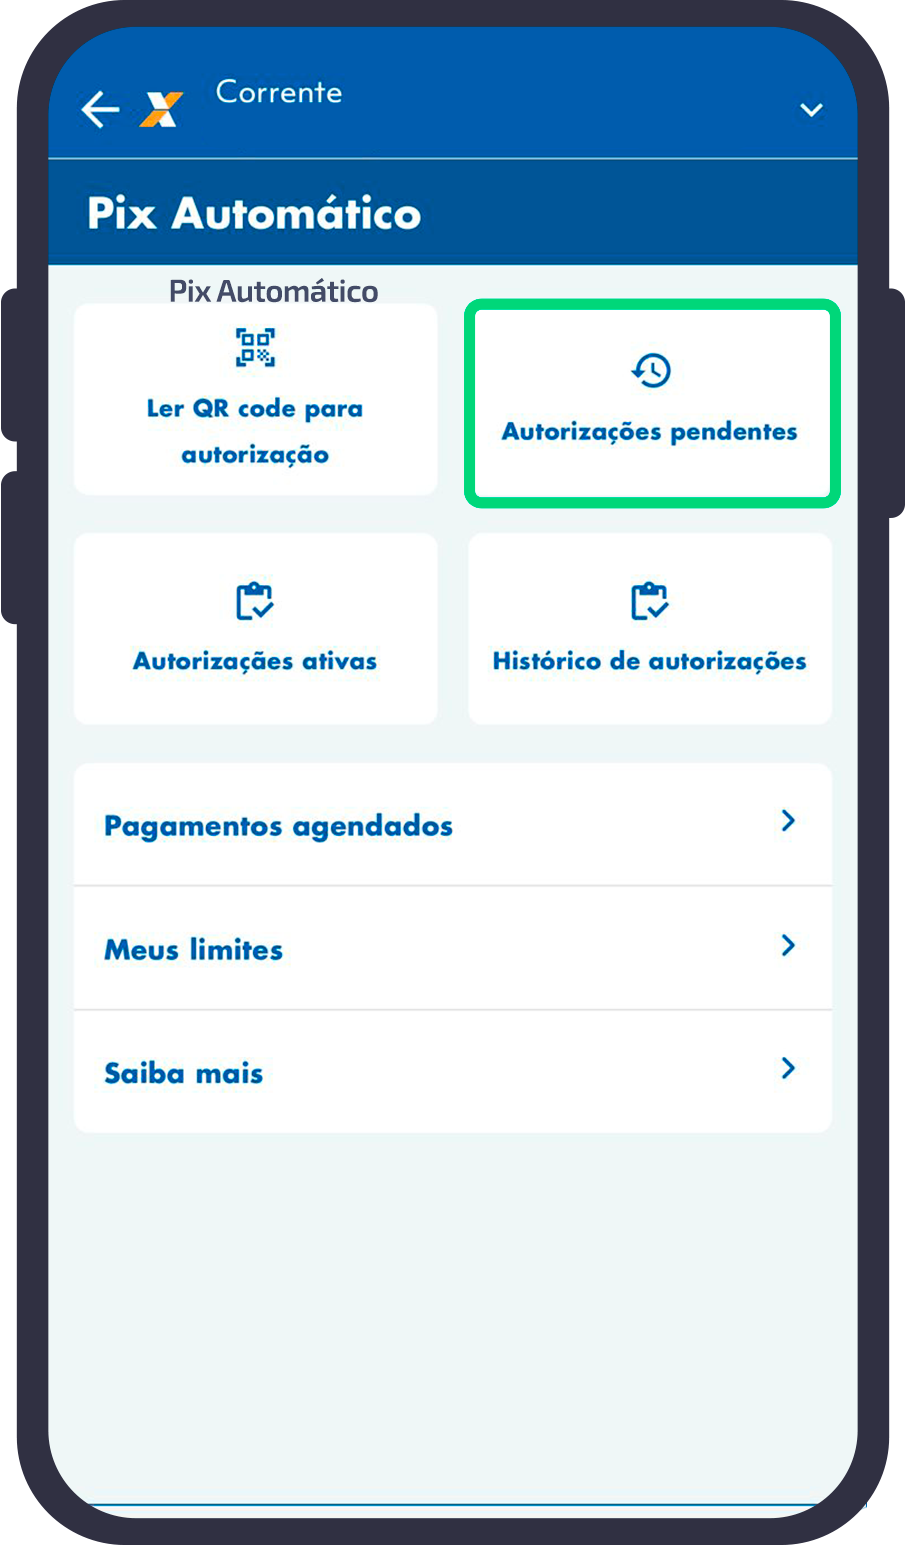 Corrente
Pix Automático
Pix Automático
Ler QR code para
autorização
Autorizações pendentes
Autorizaçães ativas
Histórico de autorizações
Pagamentos agendados
Meus limites
Saiba mais